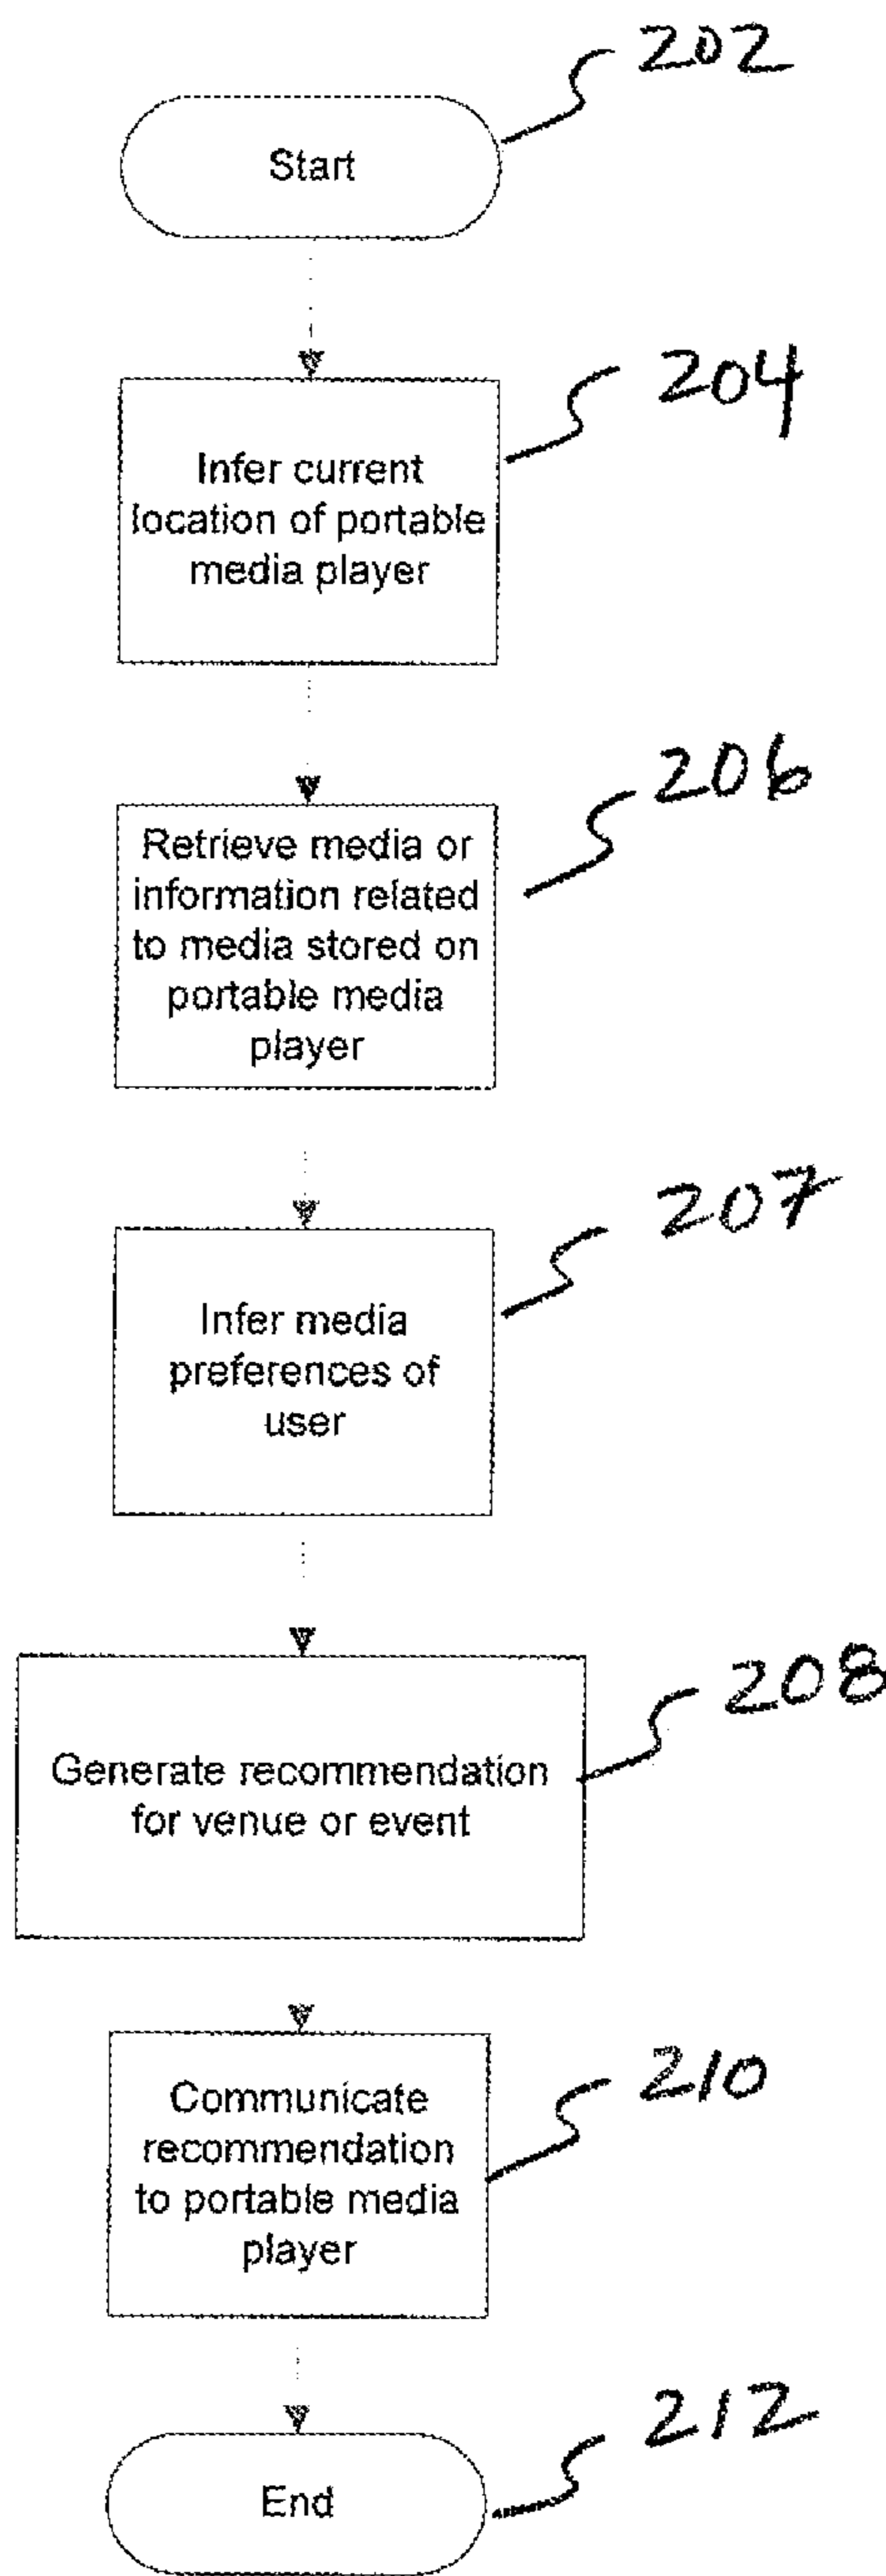 202
Start
204
Infer current
location of portable
media player
206
Retrieve media or
information related
to media stored on
portable media
player
207
Infer media
preferences of
user
208
Generate recommendation
for venue or event
210
Communicate
recommendation
to portable media
player
212
End